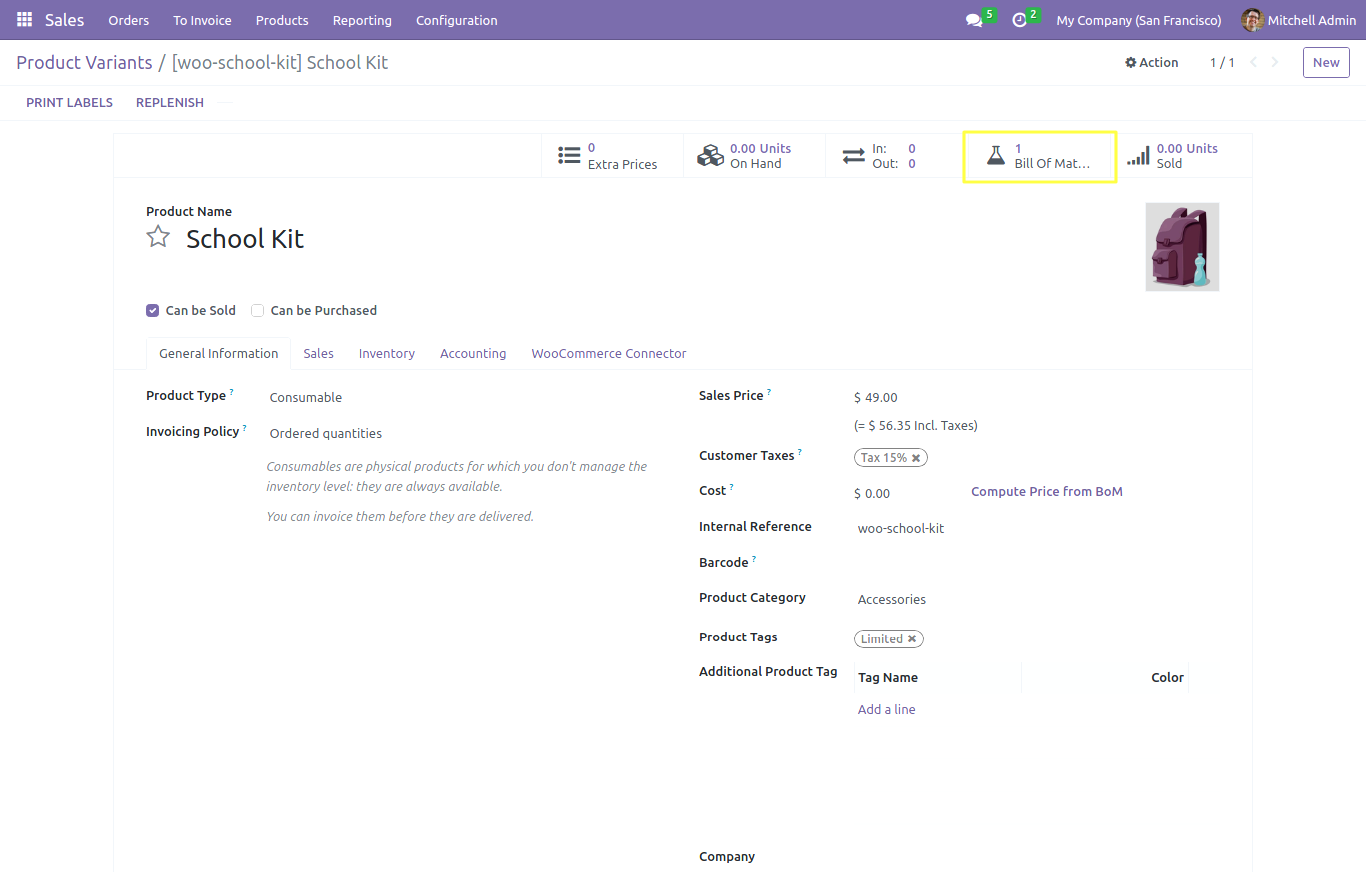 Sales Orders To Invoice Products Reporting Configuration 5 2 My Company (San Francisco) Mitchell Admin
Product Variants / [woo-school-kit] School Kit Action 1 / 1 New
PRINT LABELS REPLENISH
0 Extra Prices
0.00 Units On Hand
In: 0
Out: 0
1 Bill Of Mat...
0.00 Units Sold
Product Name
School Kit
Can be Sold Can be Purchased
General Information Sales Inventory Accounting WooCommerce Connector
Product Type ? Consumable
Invoicing Policy ? Ordered quantities
Consumables are physical products for which you don't manage the
inventory level: they are always available.
You can invoice them before they are delivered.
Sales Price ? $ 49.00
(= $ 56.35 Incl. Taxes)
Customer Taxes ? Tax 15%
Cost ? $ 0.00 Compute Price from BoM
Internal Reference woo-school-kit
Barcode ?
Product Category Accessories
Product Tags Limited
Additional Product Tag Tag Name Color
Add a line
Company